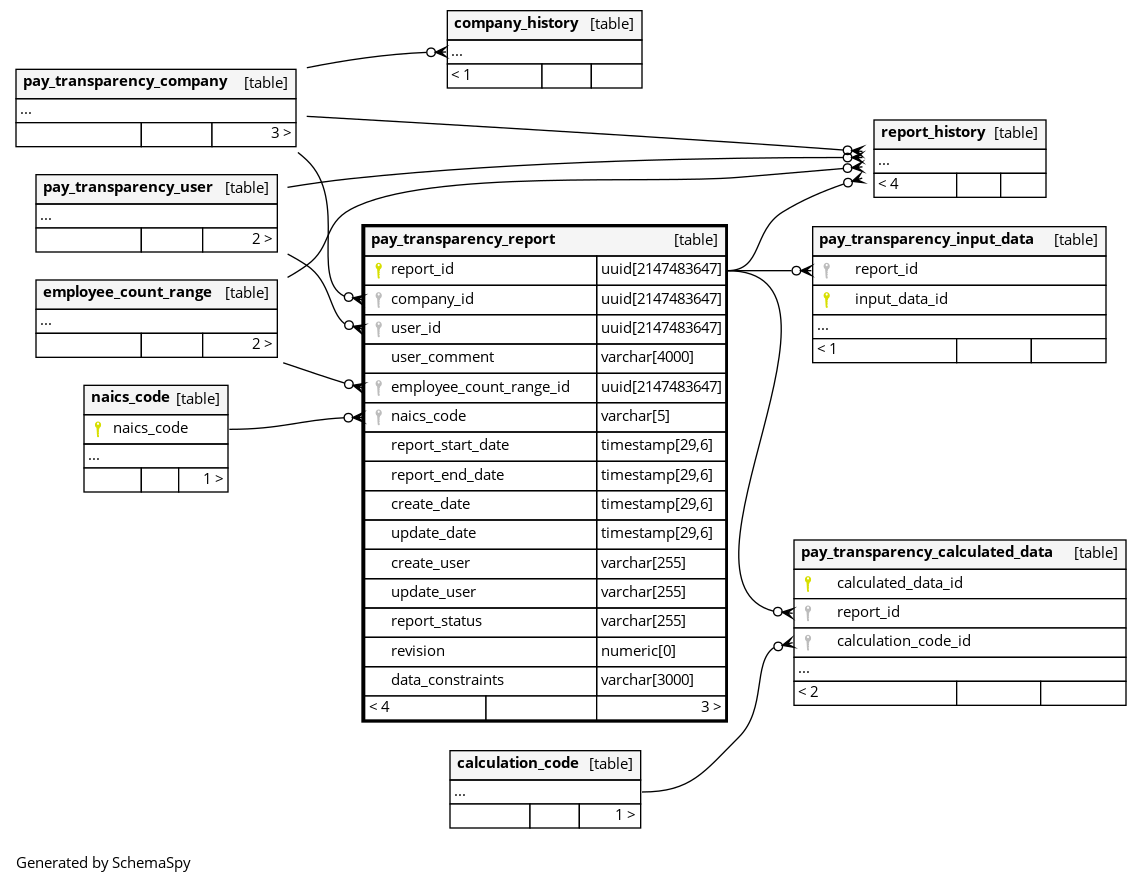 company_history [table]
...
< 1
pay_transparency_company [table]
...
3 >
report_history [table]
...
< 4
pay_transparency_user [table]
...
2 >
employee_count_range [table]
...
2 >
naics_code [table]
naics_code
...
1 >
pay_transparency_report [table]
report_id uuid[2147483647]
company_id uuid[2147483647]
user_id uuid[2147483647]
user_comment varchar[4000]
employee_count_range_id uuid[2147483647]
naics_code varchar[5]
report_start_date timestamp[29,6]
report_end_date timestamp[29,6]
create_date timestamp[29,6]
update_date timestamp[29,6]
create_user varchar[255]
update_user varchar[255]
report_status varchar[255]
revision numeric[0]
data_constraints varchar[3000]
< 4 3 >
pay_transparency_input_data [table]
report_id
input_data_id
...
< 1
pay_transparency_calculated_data [table]
calculated_data_id
report_id
calculation_code_id
...
< 2
calculation_code [table]
...
1 >
Generated by SchemaSpy